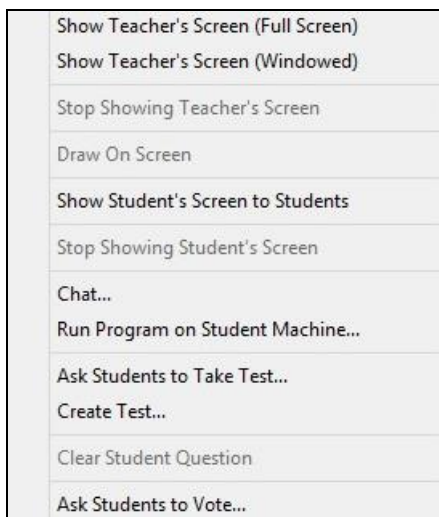 Show Teacher's Screen (Full Screen)
Show Teacher's Screen (Windowed)
Stop Showing Teacher's Screen
Draw On Screen
Show Student's Screen to Students
Stop Showing Student's Screen
Chat...
Run Program on Student Machine...
Ask Students to Take Test...
Create Test...
Clear Student Question
Ask Students to Vote...